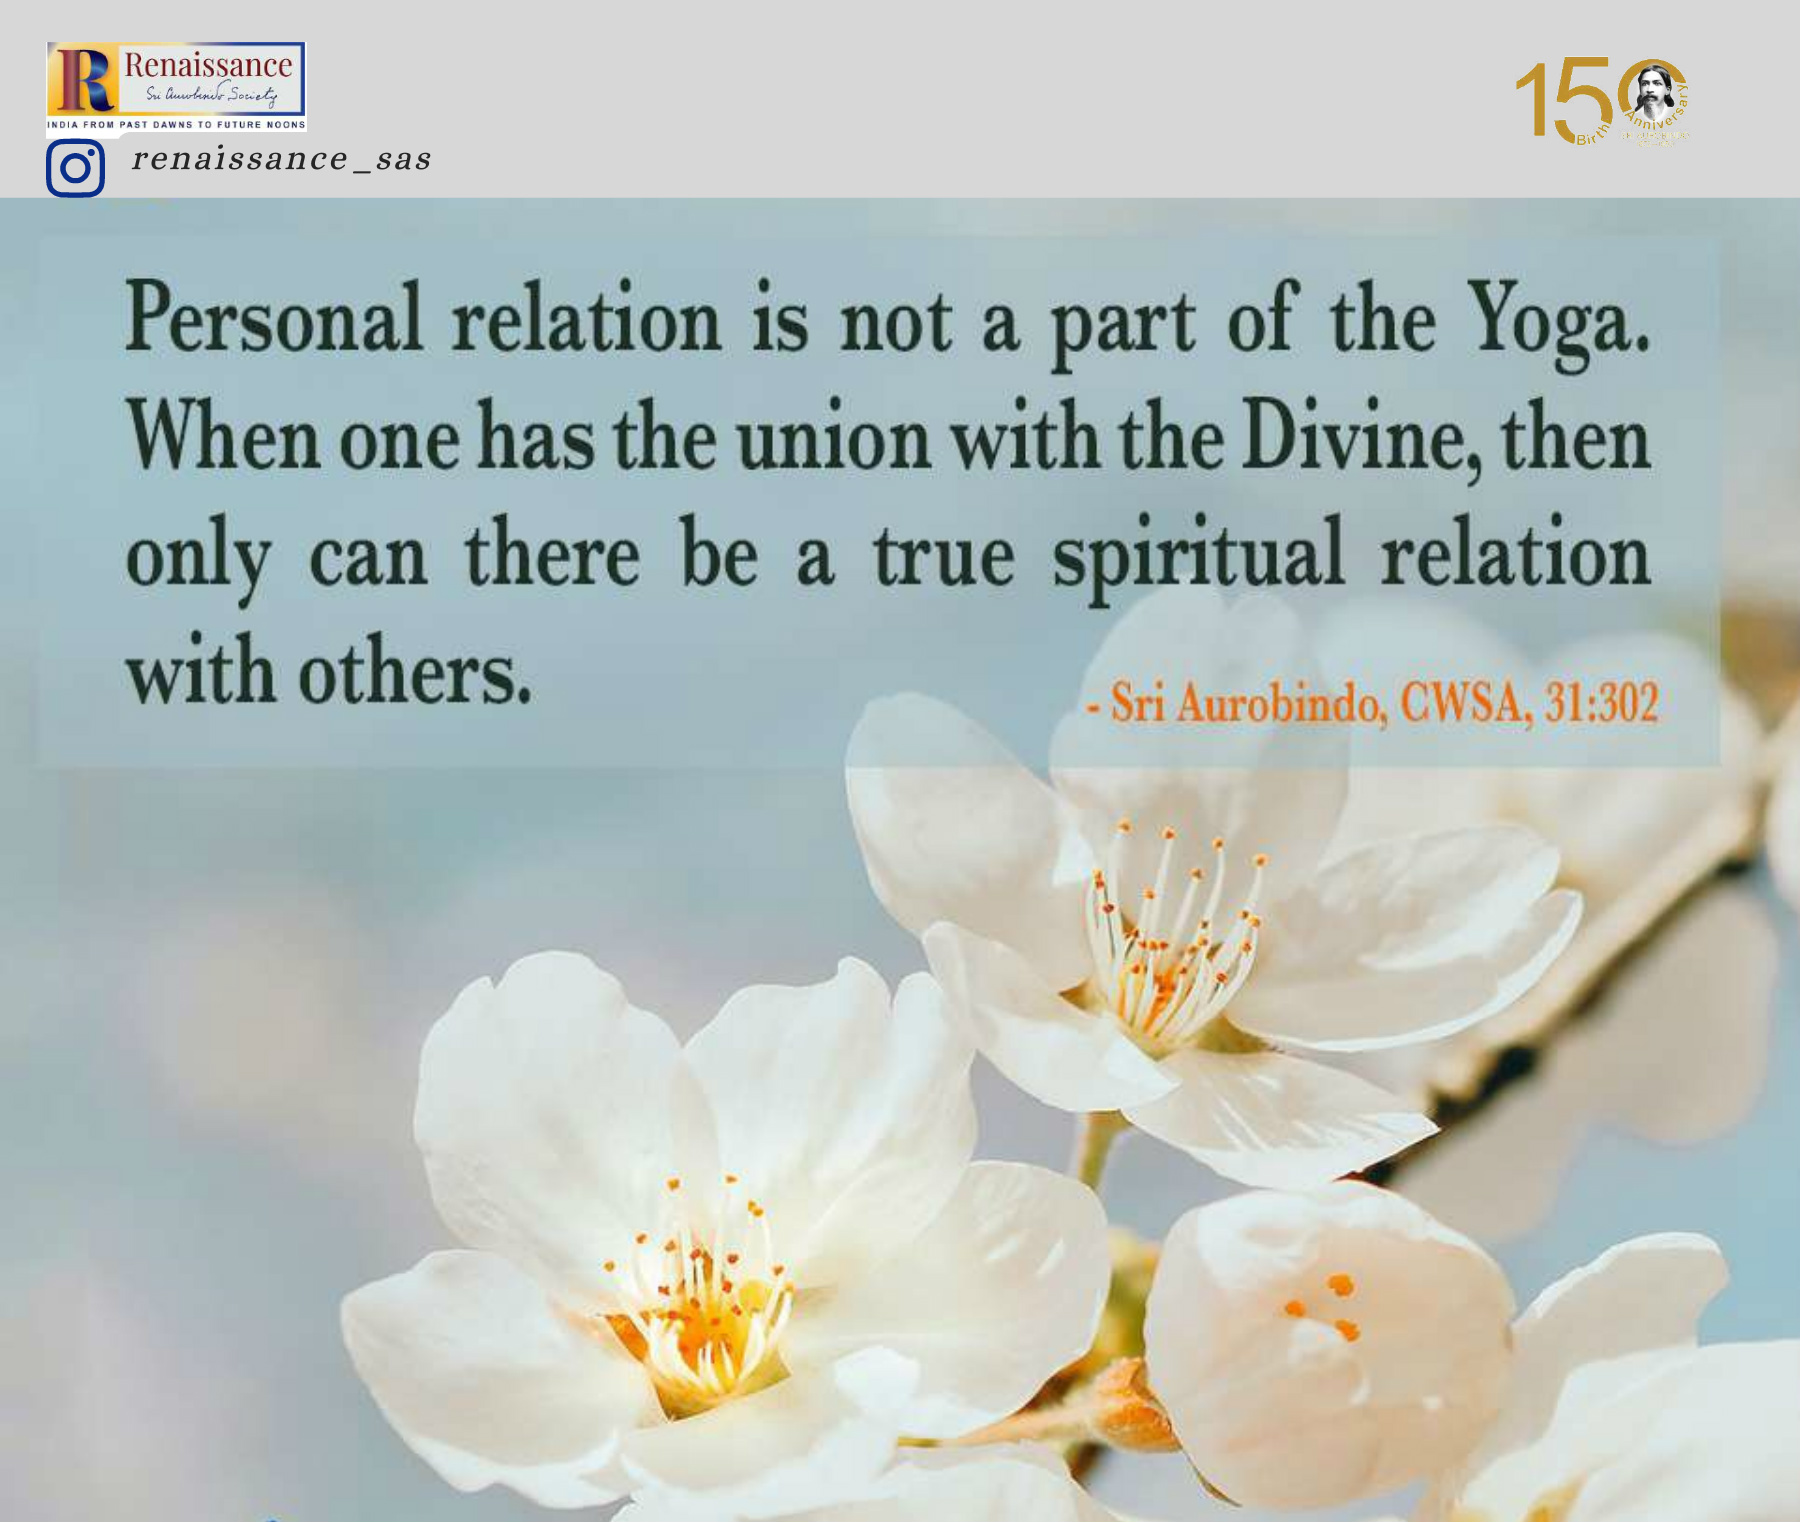 R Renaissance
Sri Aurobindo Society
INDIA FROM PAST DAWNS TO FUTURE NOONS
renaissance_sas
150
Birth Anniversary
Personal relation is not a part of the Yoga.
When one has the union with the Divine, then
only can there be a true spiritual relation
with others.
- Sri Aurobindo, CWSA, 31:302